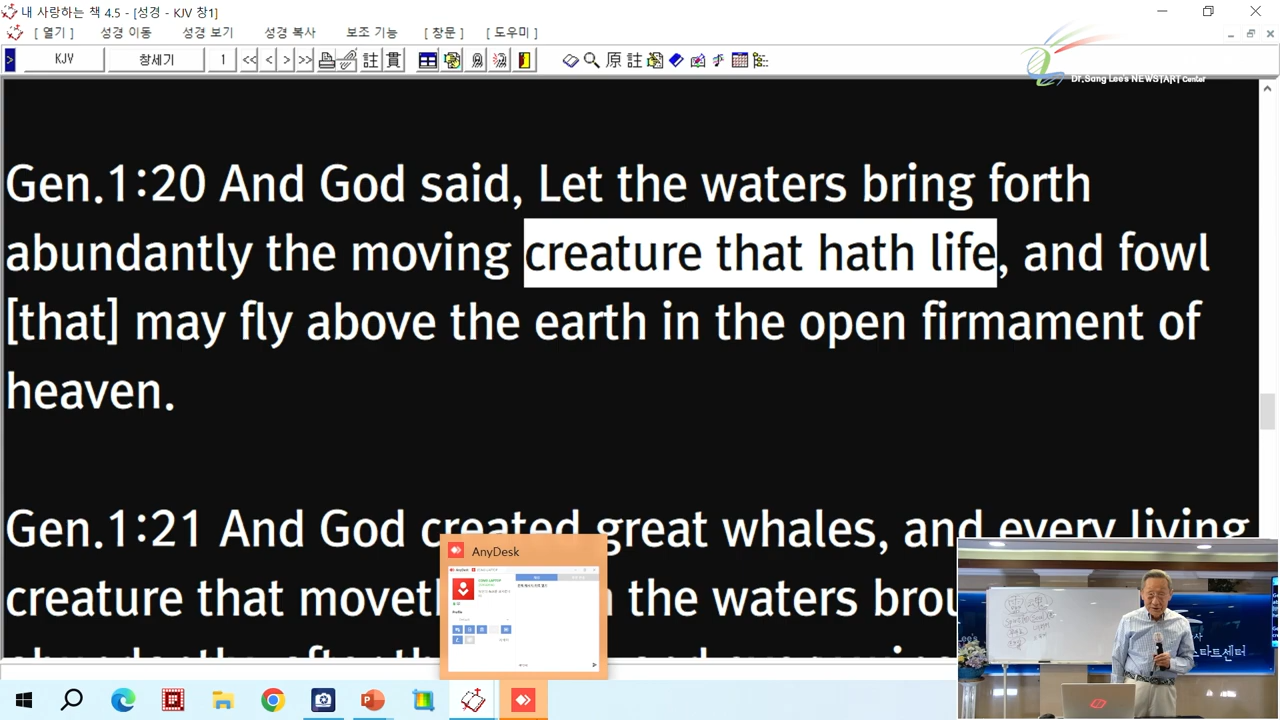 내 사랑하는 책 4.5 - [성경 - KJV 창1]
[ 열기 ] 성경 이동 성경 보기 성경 복사 보조 기능 [ 창문 ] [ 도우미 ]
> KJV 창세기 1 << < > >> 註 貫 原 註
Dr.Sang Lee's NEWSTART Center
Gen.1:20 And God said, Let the waters bring forth
abundantly the moving creature that hath life, and fowl
[that] may fly above the earth in the open firmament of
heaven.
Gen.1:21 And God created great whales, and every living
creature that moveth the waters
AnyDesk